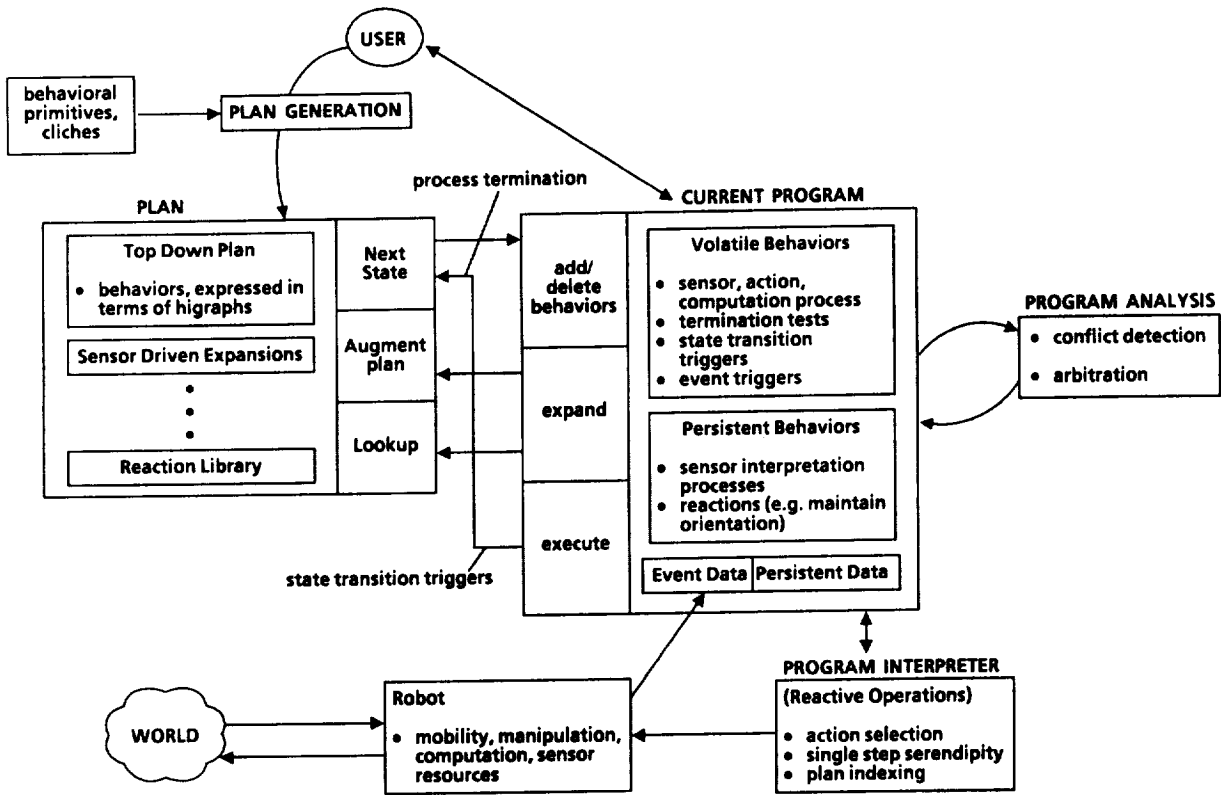 USER
behavioral
primitives,
cliches
PLAN GENERATION
process termination
PLAN
CURRENT PROGRAM
Top Down Plan
• behaviors, expressed in
terms of higraphs
Sensor Driven Expansions
Reaction Library
Next
State
Augment
plan
Lookup
add/
delete
behaviors
expand
execute
state transition triggers
Volatile Behaviors
• sensor, action,
computation process
• termination tests
• state transition
triggers
• event triggers
Persistent Behaviors
• sensor interpretation
processes
• reactions (e.g. maintain
orientation)
Event Data
Persistent Data
PROGRAM ANALYSIS
• conflict detection
• arbitration
PROGRAM INTERPRETER
(Reactive Operations)
• action selection
• single step serendipity
• plan indexing
Robot
• mobility, manipulation,
computation, sensor
resources
WORLD